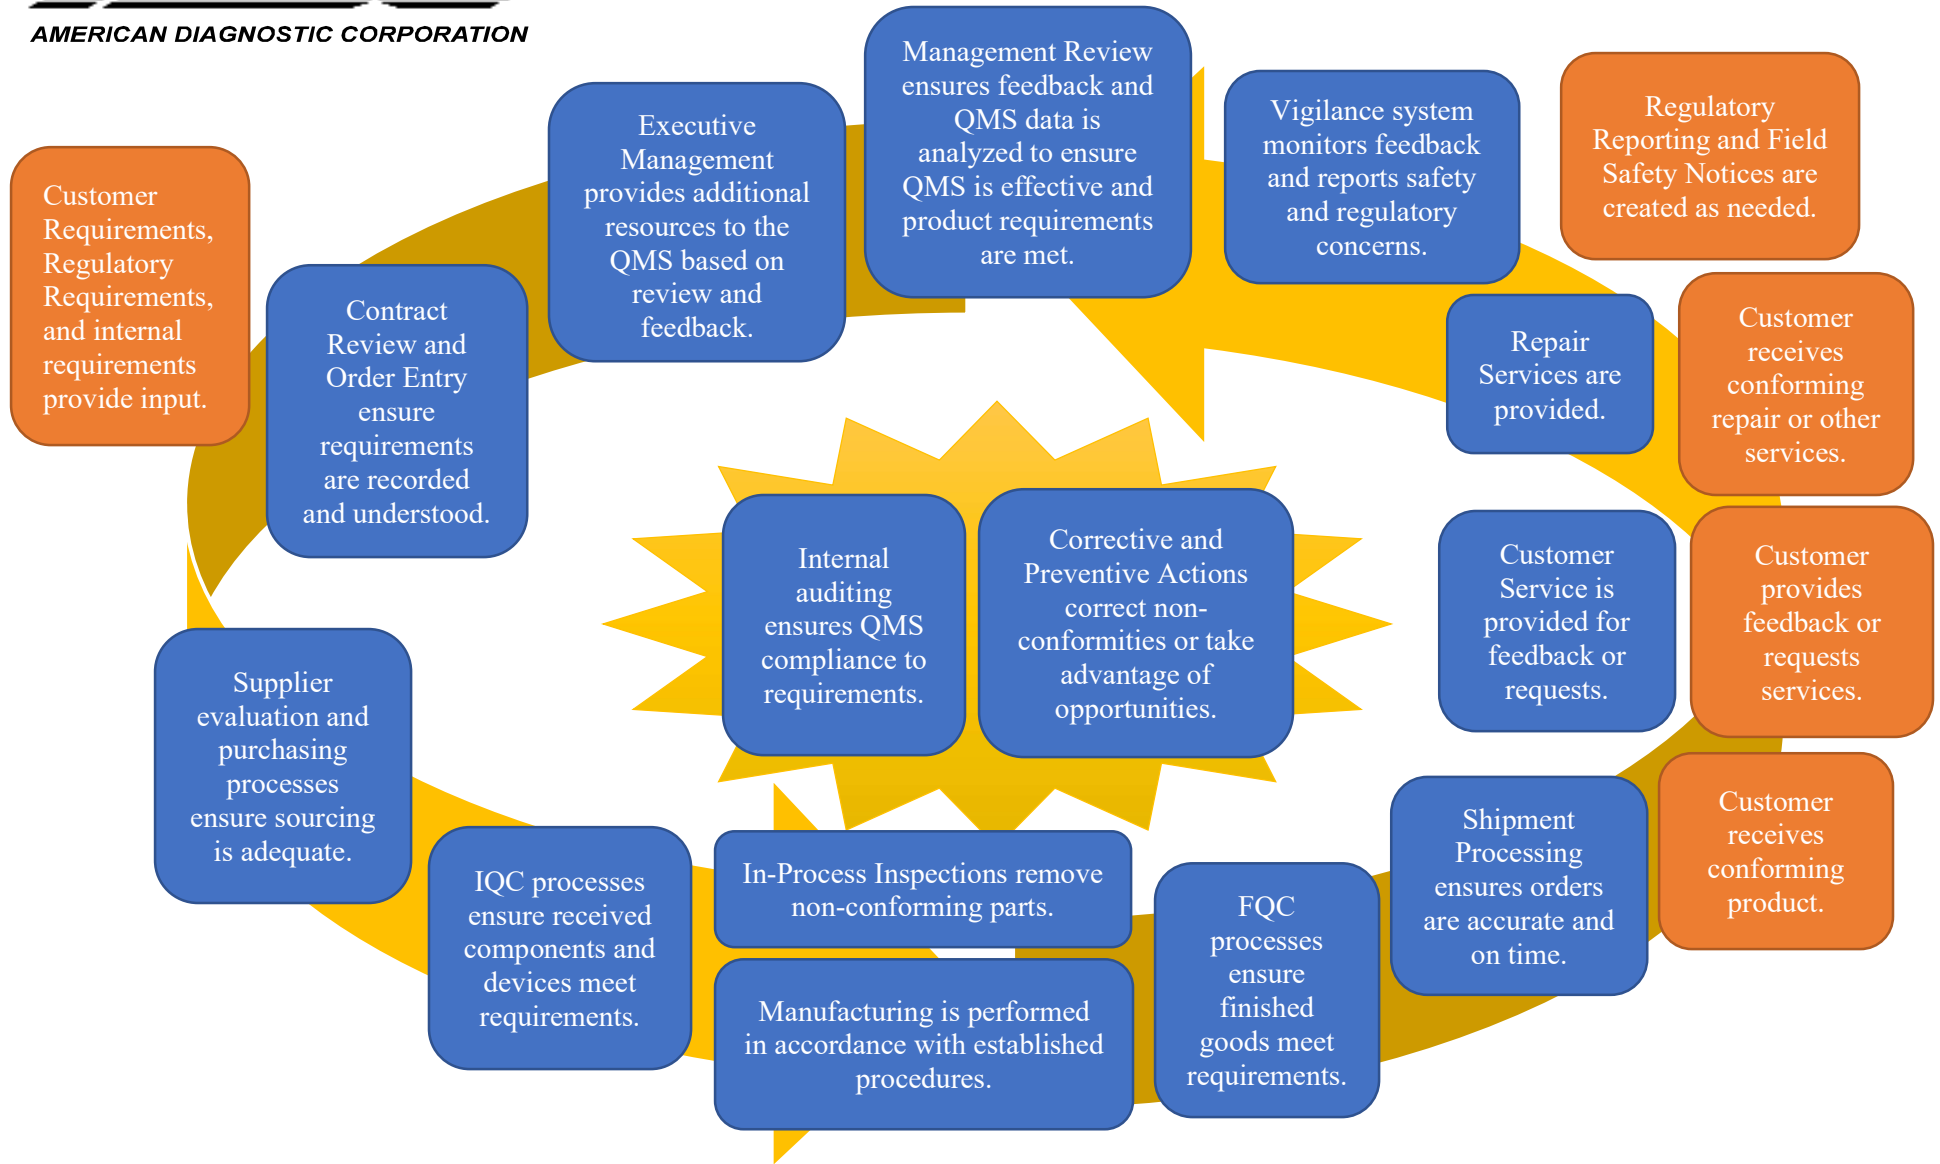 AMERICAN DIAGNOSTIC CORPORATION
Customer
Requirements,
Regulatory
Requirements,
and internal
requirements
provide input.
Contract
Review and
Order Entry
ensure
requirements
are recorded
and understood.
Executive
Management
provides additional
resources to the
QMS based on
review and
feedback.
Management Review
ensures feedback and
QMS data is
analyzed to ensure
QMS is effective and
product requirements
are met.
Vigilance system
monitors feedback
and reports safety
and regulatory
concerns.
Regulatory
Reporting and Field
Safety Notices are
created as needed.
Repair
Services are
provided.
Customer
receives
conforming
repair or other
services.
Internal
auditing
ensures QMS
compliance to
requirements.
Corrective and
Preventive Actions
correct non-
conformities or take
advantage of
opportunities.
Customer
Service is
provided for
feedback or
requests.
Customer
provides
feedback or
requests
services.
Supplier
evaluation and
purchasing
processes
ensure sourcing
is adequate.
IQC processes
ensure received
components and
devices meet
requirements.
In-Process Inspections remove
non-conforming parts.
Manufacturing is performed
in accordance with established
procedures.
FQC
processes
ensure
finished
goods meet
requirements.
Shipment
Processing
ensures orders
are accurate and
on time.
Customer
receives
conforming
product.